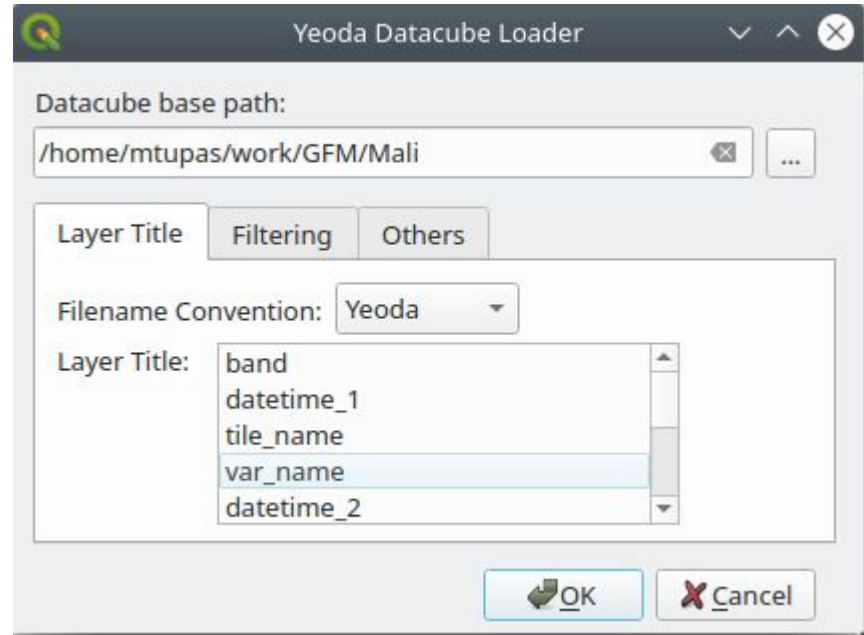 Yeoda Datacube Loader
Datacube base path:
/home/mtupas/work/GFM/Mali
...
Layer Title Filtering Others
Filename Convention: Yeoda
Layer Title: band
datetime_1
tile_name
var_name
datetime_2
OK Cancel